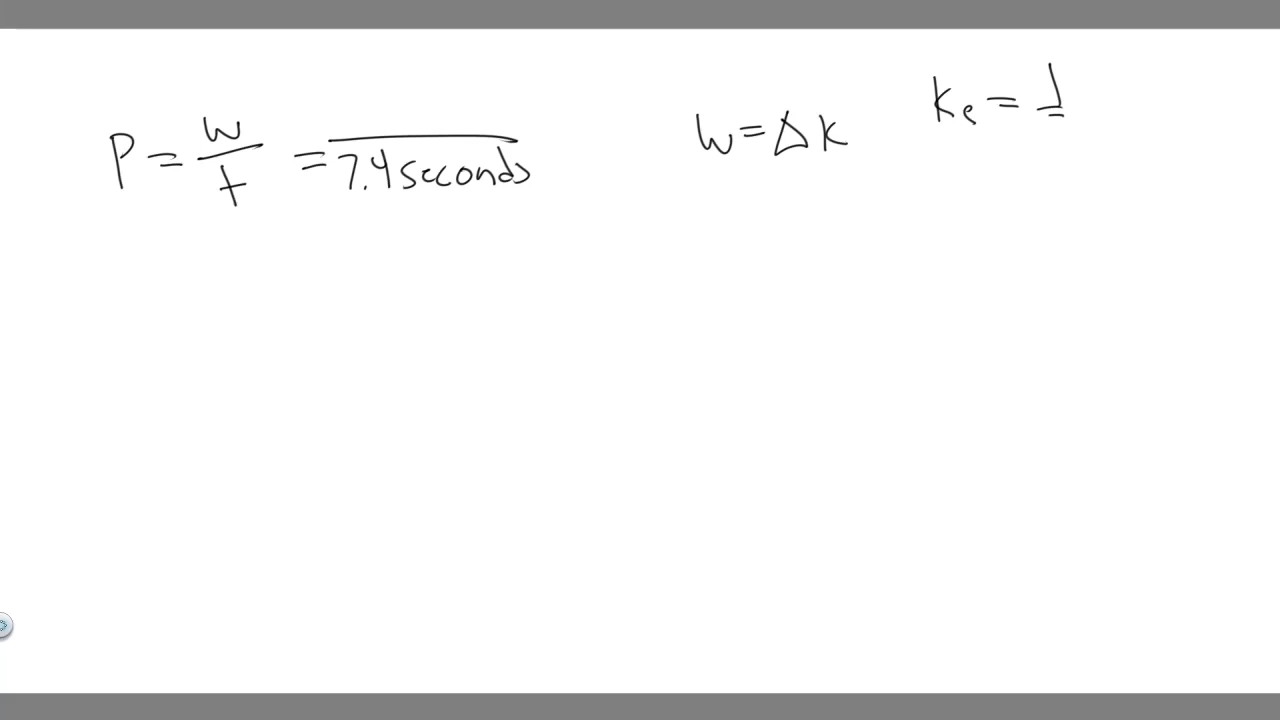 P = W/t = /7.4 seconds
W = Δk
ke = 1